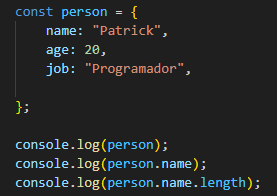 const person = {
    name: "Patrick",
    age: 20,
    job: "Programador",
};
console.log(person);
console.log(person.name);
console.log(person.name.length);